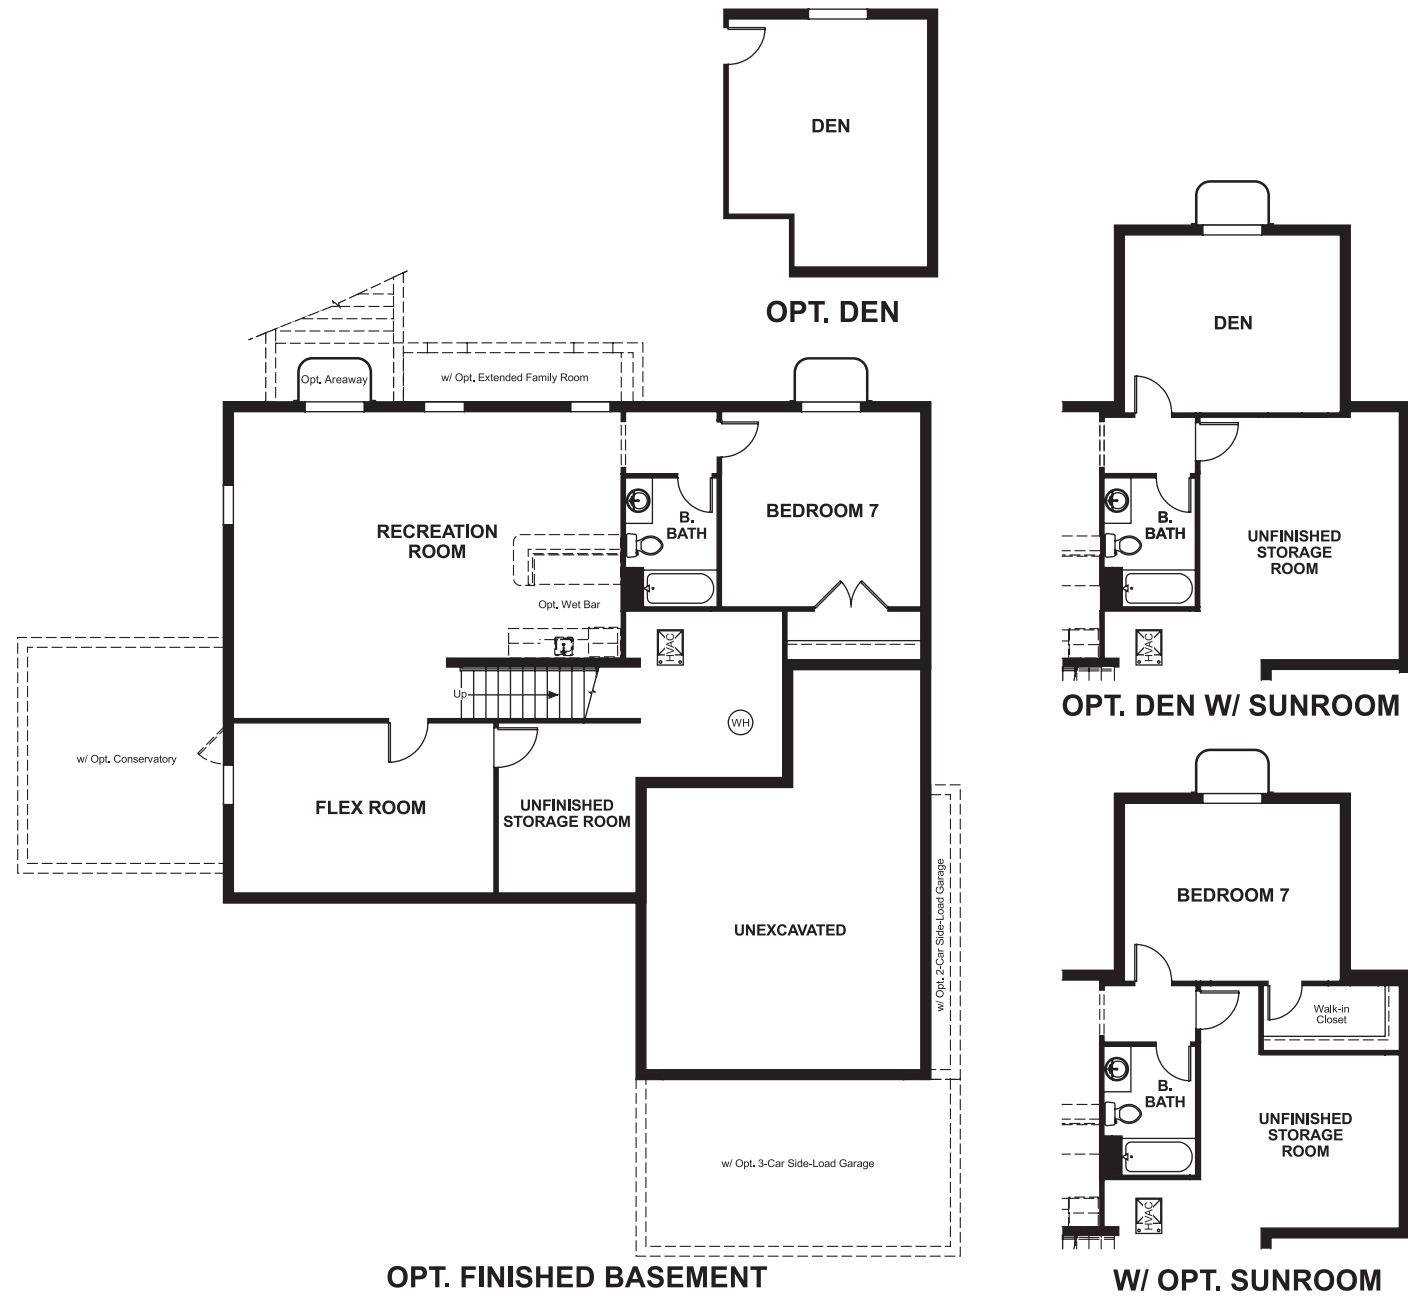 DEN
OPT. DEN
Opt. Areaway
w/ Opt. Extended Family Room
RECREATION
ROOM
B.
BATH
BEDROOM 7
Opt. Wet Bar
HVAC
Up
WH
w/ Opt. Conservatory
FLEX ROOM
UNFINISHED
STORAGE ROOM
UNEXCAVATED
w/ Opt. 2-Car Side-Load Garage
w/ Opt. 3-Car Side-Load Garage
OPT. FINISHED BASEMENT
DEN
B.
BATH
UNFINISHED
STORAGE
ROOM
HVAC
OPT. DEN W/ SUNROOM
BEDROOM 7
Walk-in
Closet
B.
BATH
UNFINISHED
STORAGE
ROOM
HVAC
W/ OPT. SUNROOM